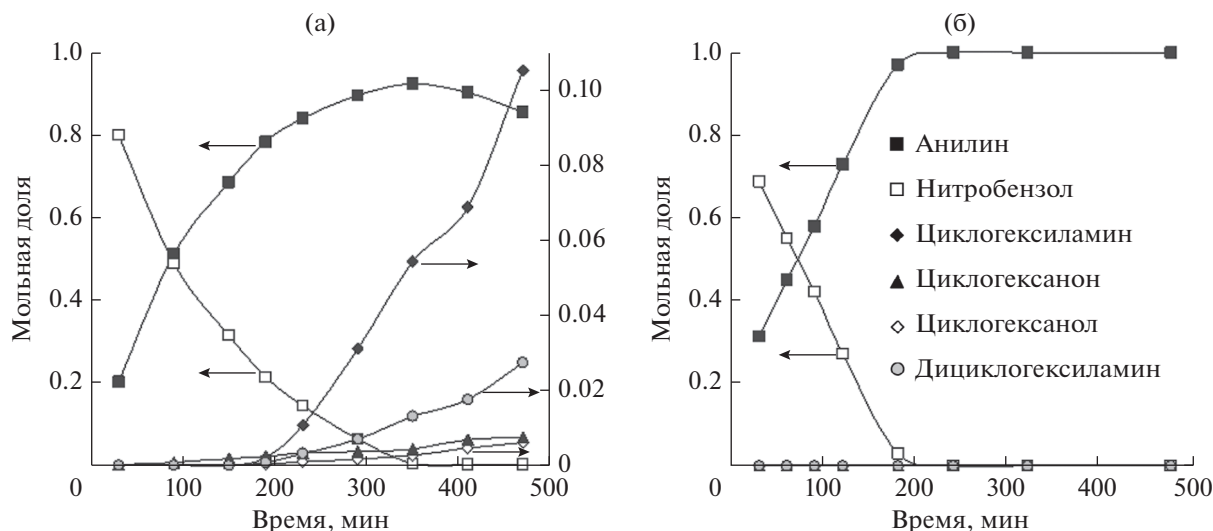 (а)
1.0
0.8
0.6
0.4
0.2
0
100
200
300
400
500
0.10
0.100
0.06
0.04
0.02
0
Мольная доля
Время, мин
(б)
1.0
0.8
0.6
0.4
0.2
0
100
200
300
400
500
Мольная доля
Время, мин
Анилин
Нитробензол
Циклогексиламин
Циклогексанон
Циклогексанол
Дициклогексиламин